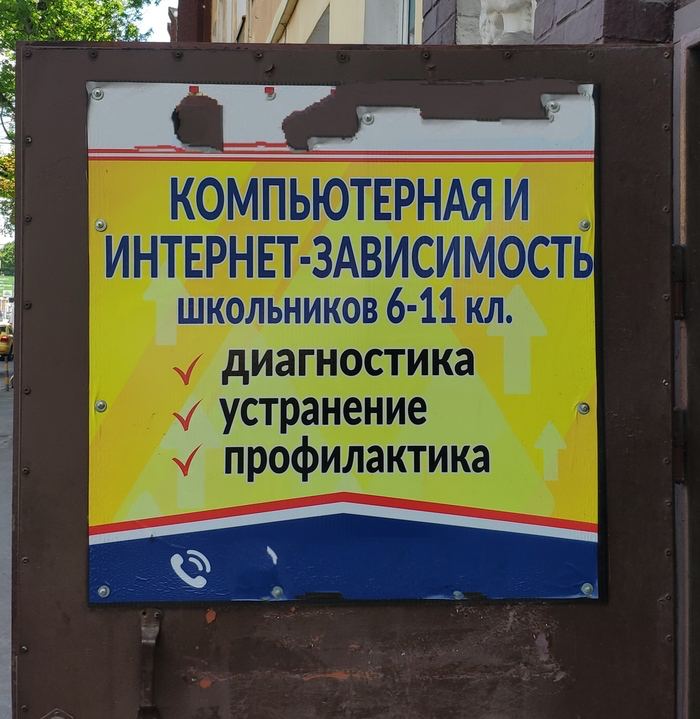 КОМПЬЮТЕРНАЯ И
ИНТЕРНЕТ-ЗАВИСИМОСТЬ
школьников 6-11 кл.
диагностика
устранение
профилактика